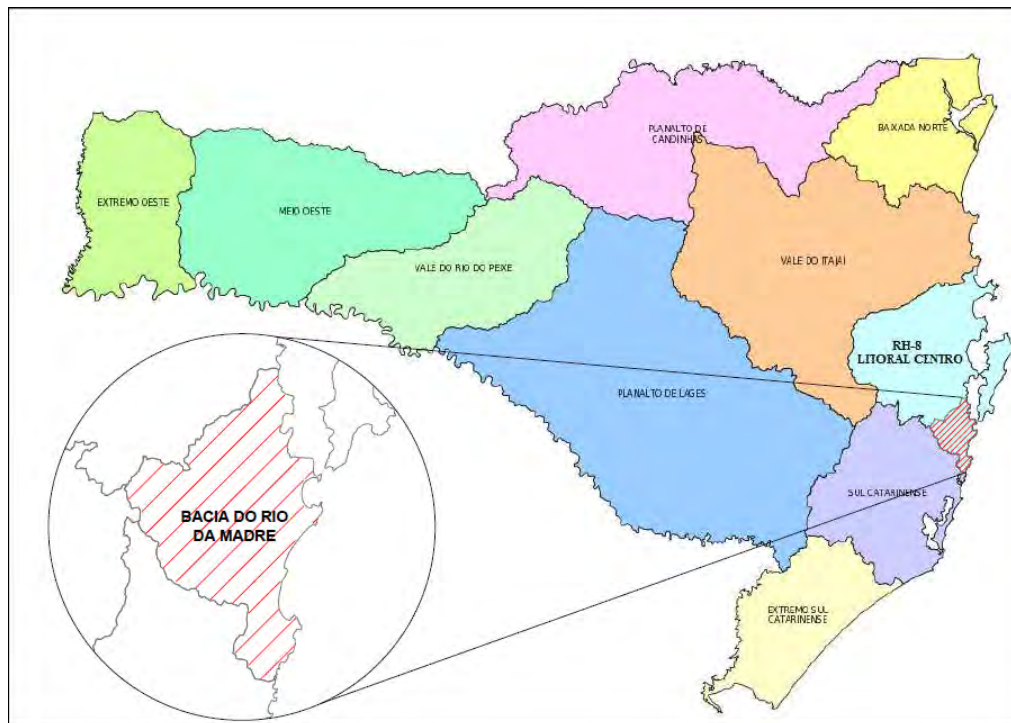 PLANALTO DE
CANOINHAS
BAIXADA NORTE
EXTREMO OESTE
MEIO OESTE
VALE DO RIO DO PEIXE
VALE DO ITAJAÍ
RH-8
LITORAL CENTRO
PLANALTO DE LAGES
SUL CATARINENSE
BACIA DO RIO
DA MADRE
EXTREMO SUL
CATARINENSE